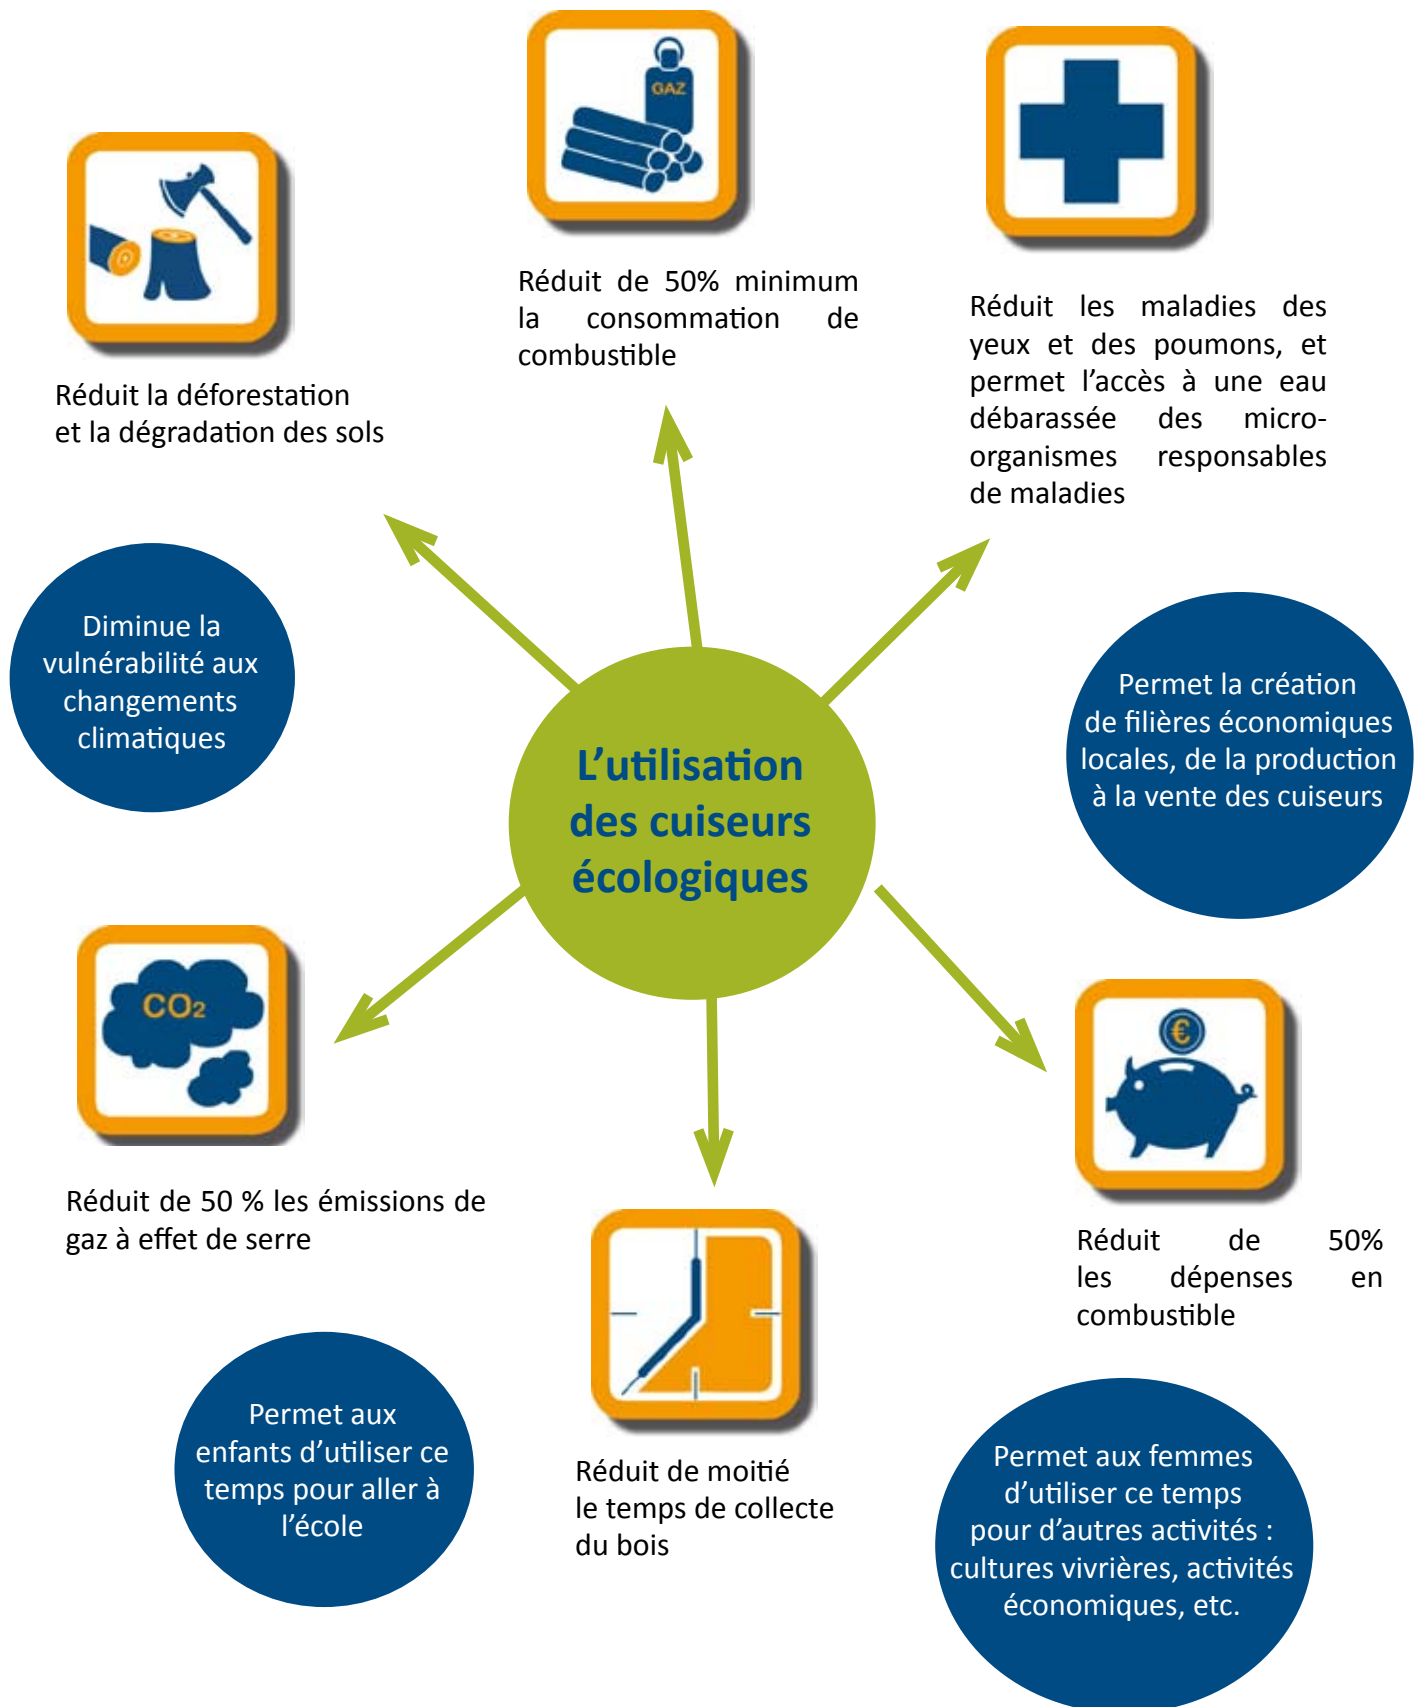 GAZ
Réduit de 50% minimum
la consommation de
combustible
Réduit les maladies des
yeux et des poumons, et
permet l’accès à une eau
débarassée des micro-
organismes responsables
de maladies
Réduit la déforestation
et la dégradation des sols
Diminue la
vulnérabilité aux
changements
climatiques
Permet la création
de filières économiques
locales, de la production
à la vente des cuiseurs
L’utilisation
des cuiseurs
écologiques
CO2
Réduit de 50 % les émissions de
gaz à effet de serre
€
Réduit de 50%
les dépenses en
combustible
Permet aux
enfants d’utiliser ce
temps pour aller à
l’école
Réduit de moitié
le temps de collecte
du bois
Permet aux femmes
d’utiliser ce temps
pour d’autres activités :
cultures vivrières, activités
économiques, etc.